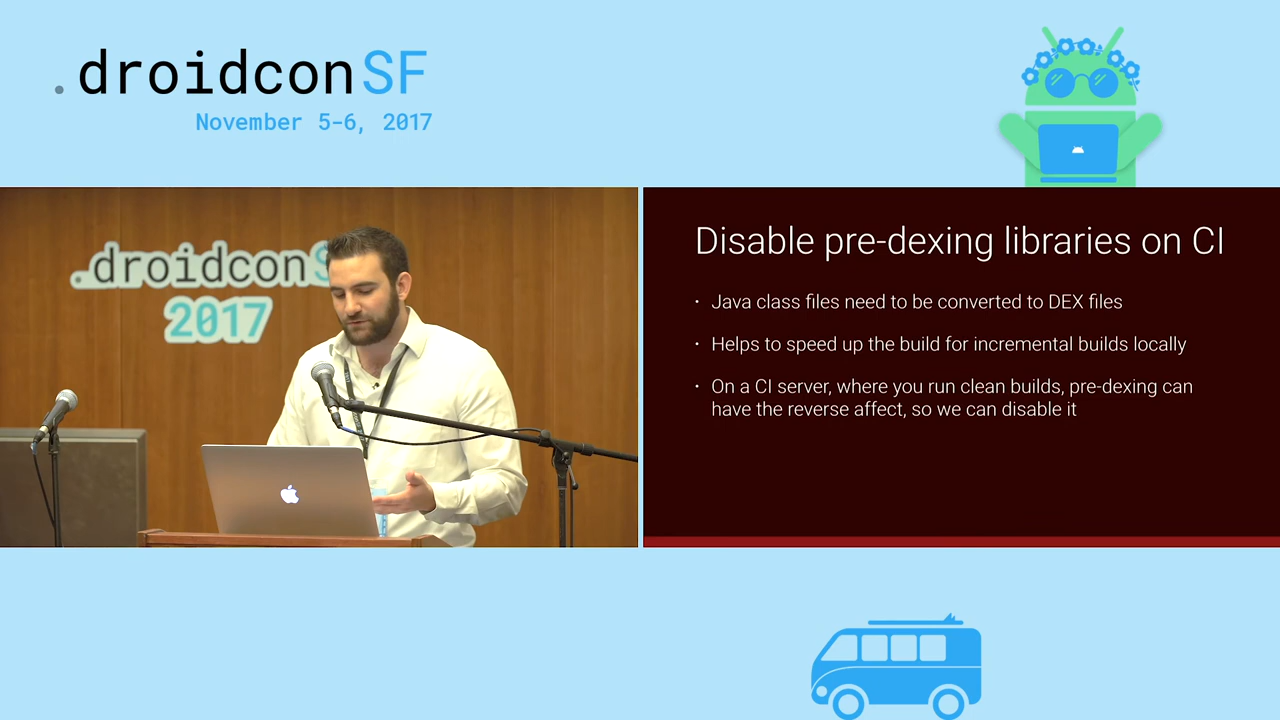 .droidconSF
November 5-6, 2017
.droidconS
2017
Disable pre-dexing libraries on CI
• Java class files need to be converted to DEX files
• Helps to speed up the build for incremental builds locally
• On a CI server, where you run clean builds, pre-dexing can
have the reverse affect, so we can disable it